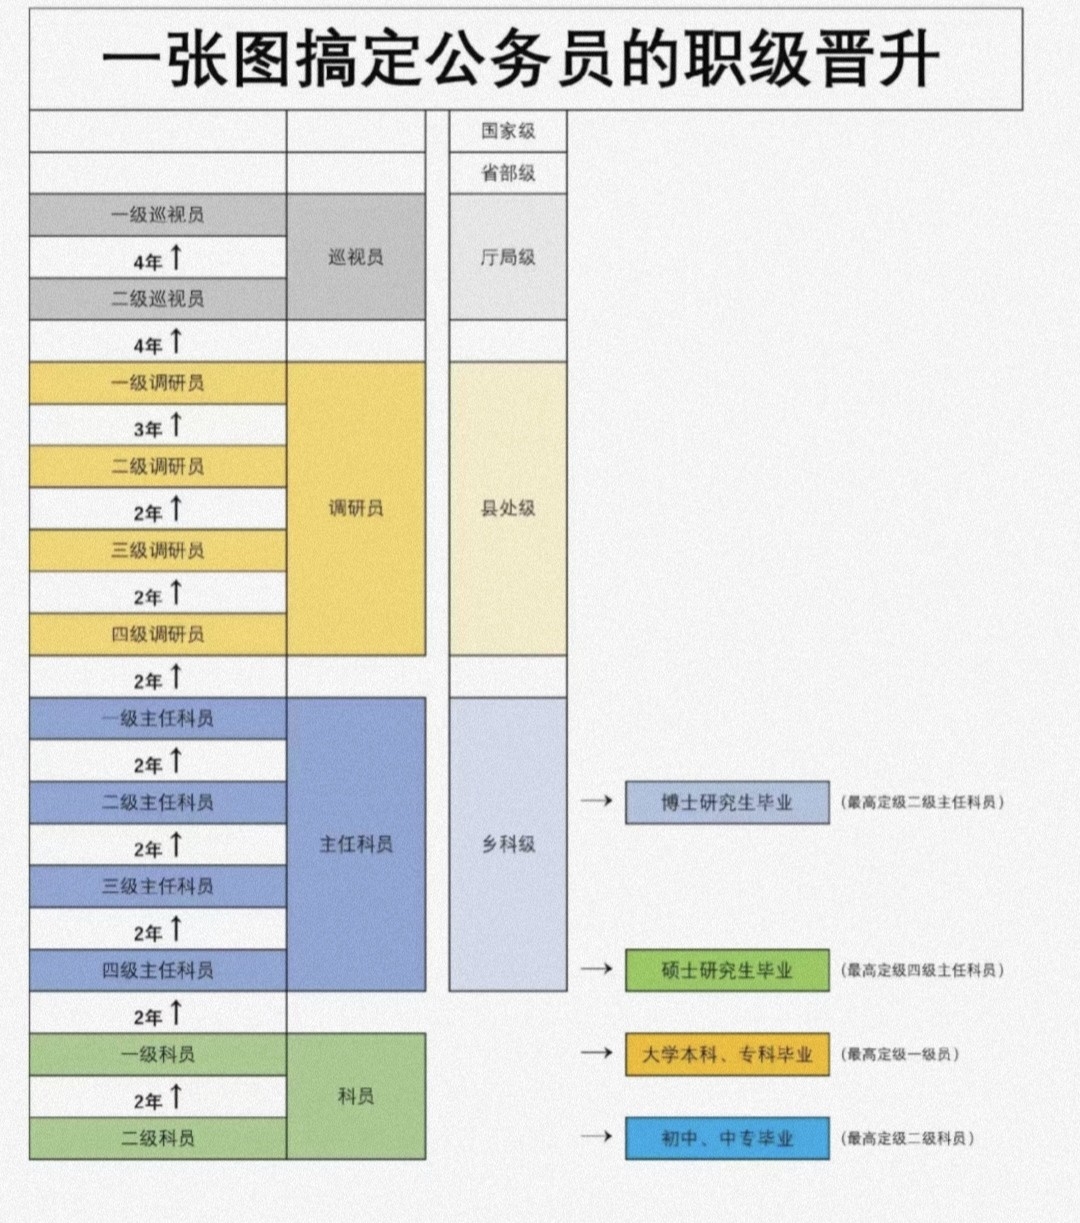 一张图搞定公务员的职级晋升
国家级
省部级
一级巡视员
4年↑
巡视员
厅局级
二级巡视员
4年↑
一级调研员
3年↑
二级调研员
2年↑
调研员
县处级
三级调研员
2年↑
四级调研员
2年↑
一级主任科员
2年↑
二级主任科员
→ 博士研究生毕业 (最高定级二级主任科员)
2年↑
主任科员
乡科级
三级主任科员
2年↑
四级主任科员
→ 硕士研究生毕业 (最高定级四级主任科员)
2年↑
一级科员
→ 大学本科、专科毕业 (最高定级一级员)
2年↑
科员
二级科员
→ 初中、中专毕业 (最高定级二级科员)